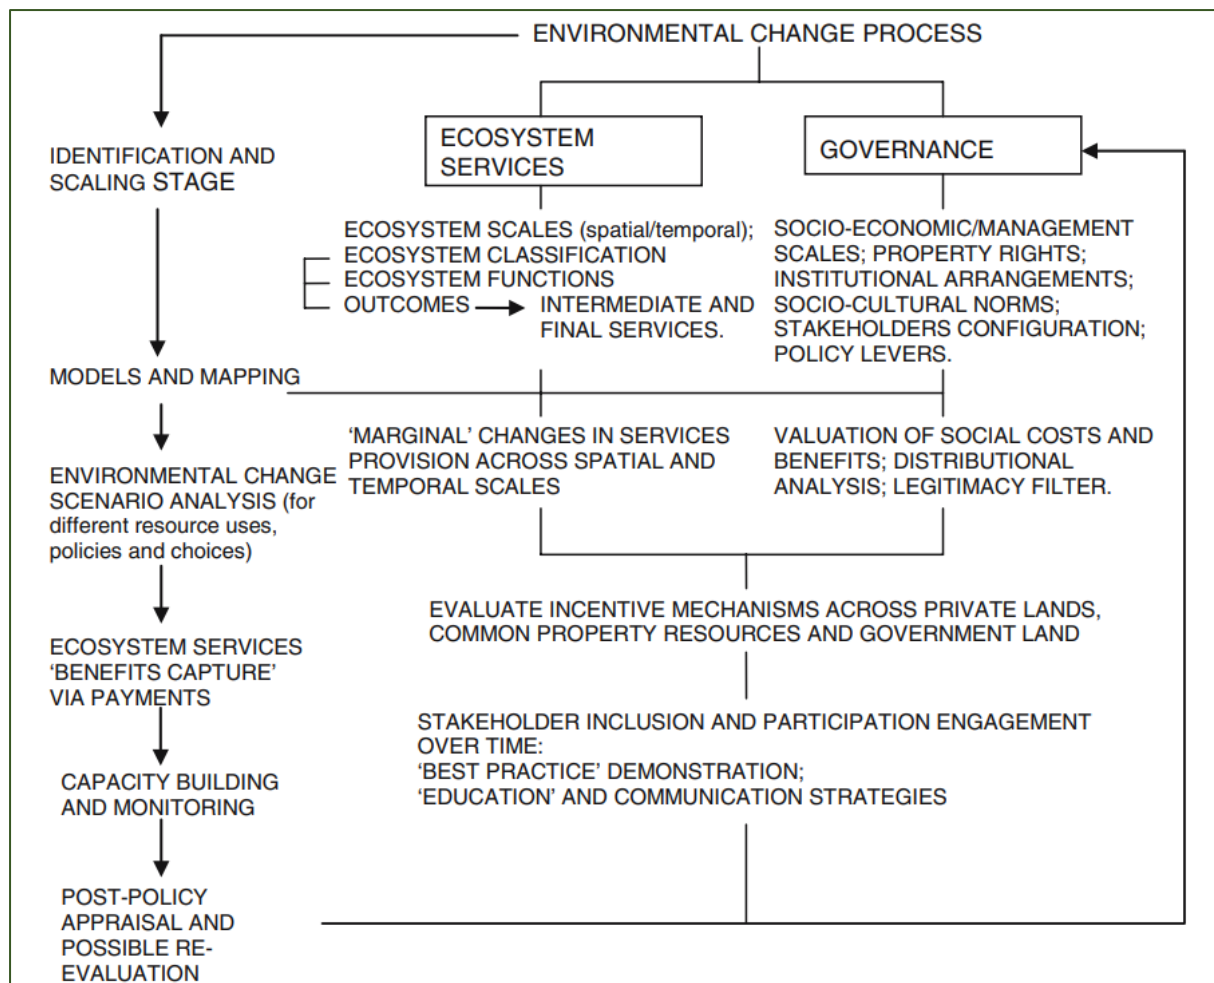 ENVIRONMENTAL CHANGE PROCESS
IDENTIFICATION AND
SCALING STAGE
MODELS AND MAPPING
ENVIRONMENTAL CHANGE
SCENARIO ANALYSIS (for
different resource uses,
policies and choices)
ECOSYSTEM SERVICES
‘BENEFITS CAPTURE’
VIA PAYMENTS
CAPACITY BUILDING
AND MONITORING
POST-POLICY
APPRAISAL AND
POSSIBLE RE-
EVALUATION
ECOSYSTEM
SERVICES
ECOSYSTEM SCALES (spatial/temporal);
ECOSYSTEM CLASSIFICATION
ECOSYSTEM FUNCTIONS
OUTCOMES
INTERMEDIATE AND
FINAL SERVICES.
‘MARGINAL’ CHANGES IN SERVICES
PROVISION ACROSS SPATIAL AND
TEMPORAL SCALES
GOVERNANCE
SOCIO-ECONOMIC/MANAGEMENT
SCALES; PROPERTY RIGHTS;
INSTITUTIONAL ARRANGEMENTS;
SOCIO-CULTURAL NORMS;
STAKEHOLDERS CONFIGURATION;
POLICY LEVERS.
VALUATION OF SOCIAL COSTS AND
BENEFITS; DISTRIBUTIONAL
ANALYSIS; LEGITIMACY FILTER.
EVALUATE INCENTIVE MECHANISMS ACROSS PRIVATE LANDS,
COMMON PROPERTY RESOURCES AND GOVERNMENT LAND
STAKEHOLDER INCLUSION AND PARTICIPATION ENGAGEMENT
OVER TIME:
‘BEST PRACTICE’ DEMONSTRATION;
‘EDUCATION’ AND COMMUNICATION STRATEGIES